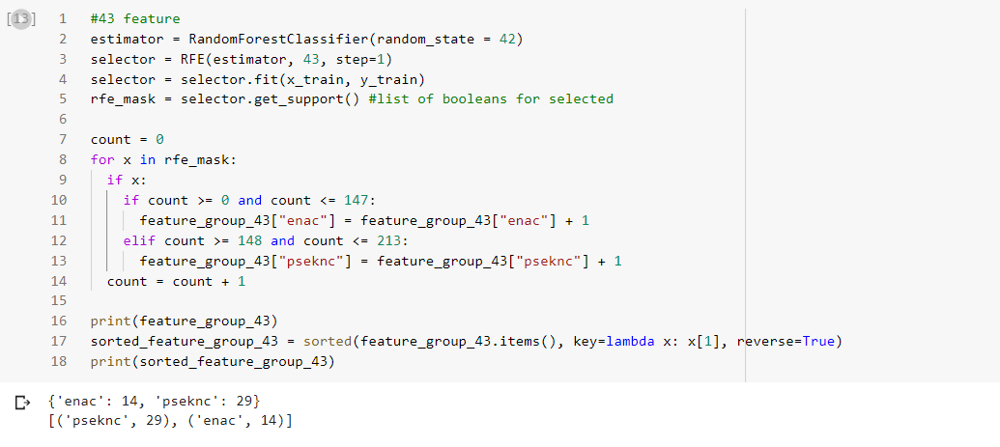 [13]
1 #43 feature
2 estimator = RandomForestClassifier(random_state = 42)
3 selector = RFE(estimator, 43, step=1)
4 selector = selector.fit(x_train, y_train)
5 rfe_mask = selector.get_support() #list of booleans for selected
6
7 count = 0
8 for x in rfe_mask:
9   if x:
10     if count >= 0 and count <= 147:
11       feature_group_43["enac"] = feature_group_43["enac"] + 1
12     elif count >= 148 and count <= 213:
13       feature_group_43["pseknc"] = feature_group_43["pseknc"] + 1
14   count = count + 1
15
16 print(feature_group_43)
17 sorted_feature_group_43 = sorted(feature_group_43.items(), key=lambda x: x[1], reverse=True)
18 print(sorted_feature_group_43)
{'enac': 14, 'pseknc': 29}
[('pseknc', 29), ('enac', 14)]